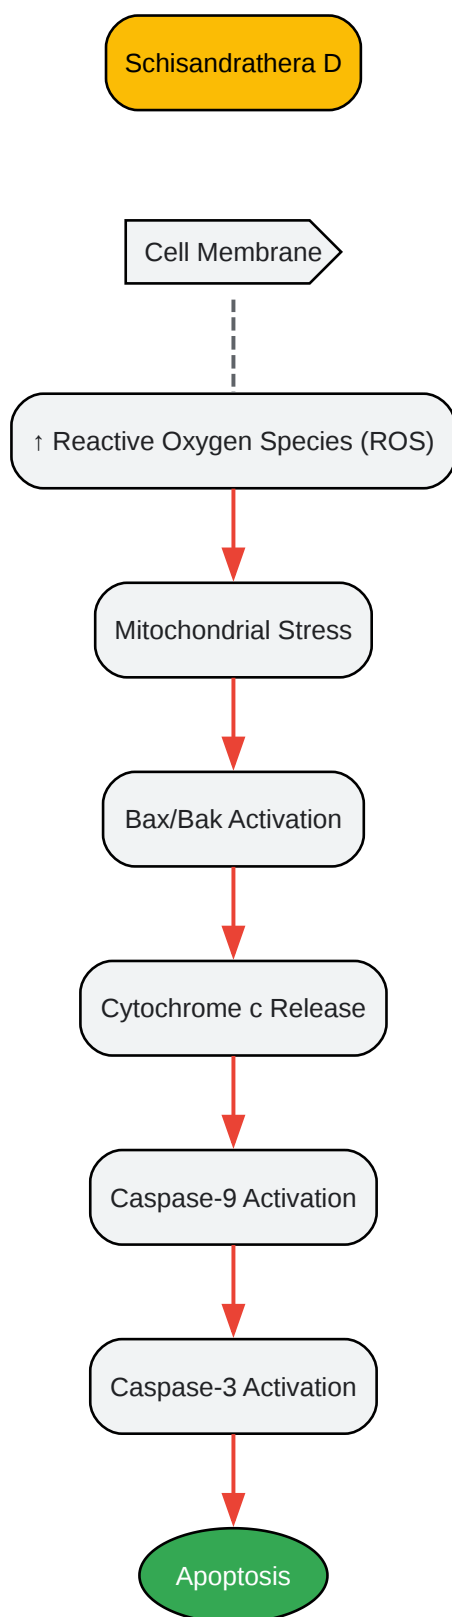 Schisandrathera D
Cell Membrane
↑ Reactive Oxygen Species (ROS)
Mitochondrial Stress
Bax/Bak Activation
Cytochrome c Release
Caspase-9 Activation
Caspase-3 Activation
Apoptosis